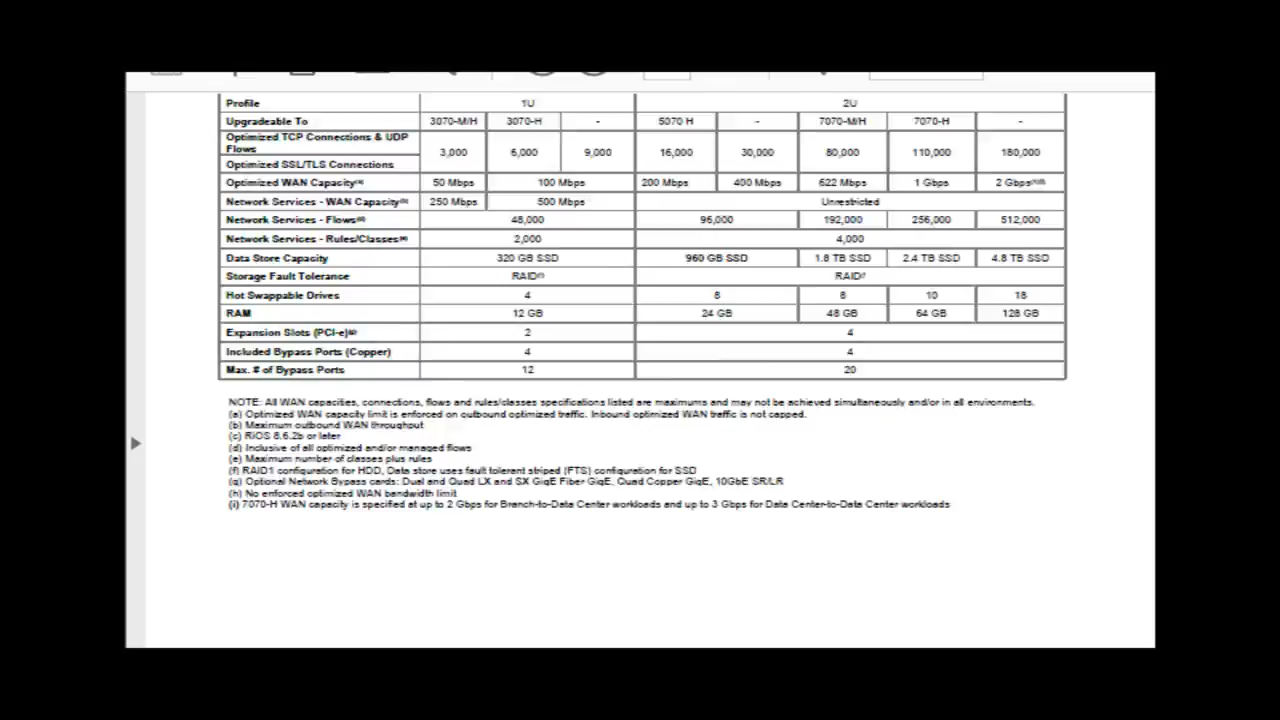 Profile 1U 2U
Upgradeable To 3070-M/H 3070-H - 5070 H - 7070-M/H 7070-H -
Optimized TCP Connections & UDP
Flows
3,000 6,000 9,000 16,000 30,000 80,000 110,000 180,000
Optimized SSL/TLS Connections
Optimized WAN Capacity(a) 50 Mbps 100 Mbps 200 Mbps 400 Mbps 622 Mbps 1 Gbps 2 Gbps
Network Services - WAN Capacity(b) 250 Mbps 500 Mbps Unrestricted
Network Services - Flows(d) 48,000 96,000 192,000 256,000 512,000
Network Services - Rules/Classes(e) 2,000 4,000
Data Store Capacity 320 GB SSD 960 GB SSD 1.8 TB SSD 2.4 TB SSD 4.8 TB SSD
Storage Fault Tolerance RAID(f) RAID
Hot Swappable Drives 4 8 8 10 18
RAM 12 GB 24 GB 48 GB 64 GB 128 GB
Expansion Slots (PCI-e)(g) 2 4
Included Bypass Ports (Copper) 4 4
Max. # of Bypass Ports 12 20
NOTE: All WAN capacities, connections, flows and rules/classes specifications listed are maximums and may not be achieved simultaneously and/or in all environments.
(a) Optimized WAN capacity limit is enforced on outbound optimized traffic. Inbound optimized WAN traffic is not capped.
(b) Maximum outbound WAN throughput
(c) RiOS 8.6.2b or later
(d) Inclusive of all optimized and/or managed flows
(e) Maximum number of classes plus rules
(f) RAID1 configuration for HDD, Data store uses fault tolerant striped (FTS) configuration for SSD
(g) Optional Network Bypass cards: Dual and Quad LX and SX GigE Fiber GigE, Quad Copper GigE, 10GbE SR/LR
(h) No enforced optimized WAN bandwidth limit
(i) 7070-H WAN capacity is specified at up to 2 Gbps for Branch-to-Data Center workloads and up to 3 Gbps for Data Center-to-Data Center workloads